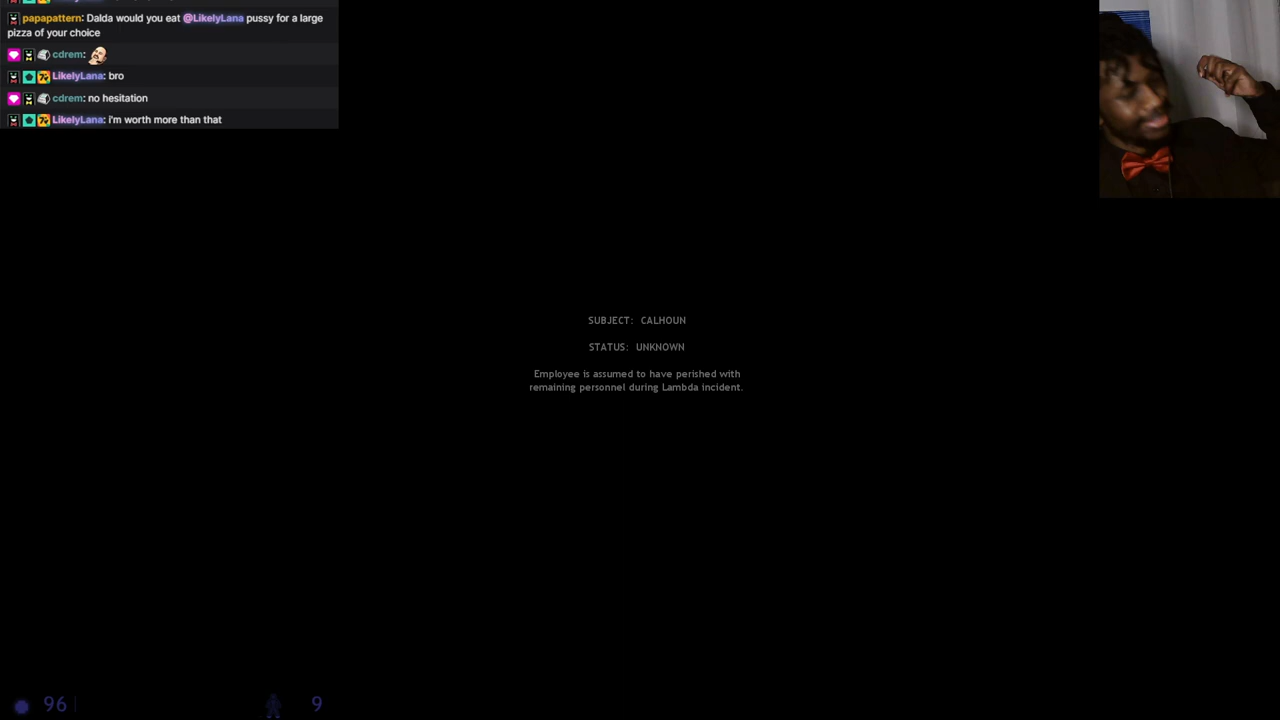 papapattern: Dalda would you eat @LikelyLana pussy for a large
pizza of your choice
cdrem:
LikelyLana: bro
cdrem: no hesitation
LikelyLana: i'm worth more than that
SUBJECT: CALHOUN
STATUS: UNKNOWN
Employee is assumed to have perished with
remaining personnel during Lambda incident.
96
9